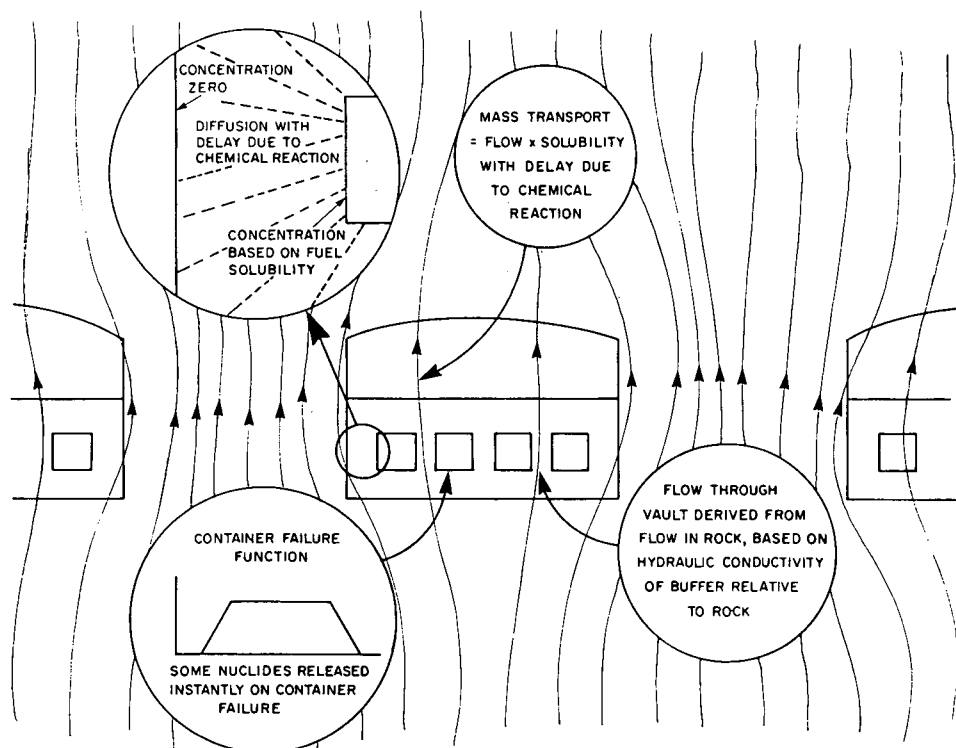 CONCENTRATION
ZERO
DIFFUSION WITH
DELAY DUE TO
CHEMICAL REACTION
CONCENTRATION
BASED ON FUEL
SOLUBILITY
MASS TRANSPORT
= FLOW x SOLUBILITY
WITH DELAY DUE
TO CHEMICAL
REACTION
CONTAINER FAILURE
FUNCTION
SOME NUCLIDES RELEASED
INSTANTLY ON CONTAINER
FAILURE
FLOW THROUGH
VAULT DERIVED FROM
FLOW IN ROCK, BASED ON
HYDRAULIC CONDUCTIVITY
OF BUFFER RELATIVE
TO ROCK